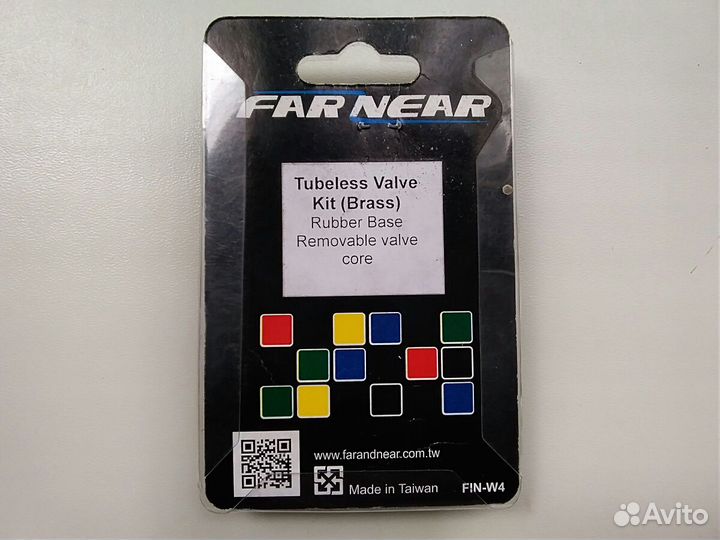 FAR NEAR
Tubeless Valve
Kit (Brass)
Rubber Base
Removable valve
core
www.farandnear.com.tw
Made in Taiwan
FIN-W4
Avito